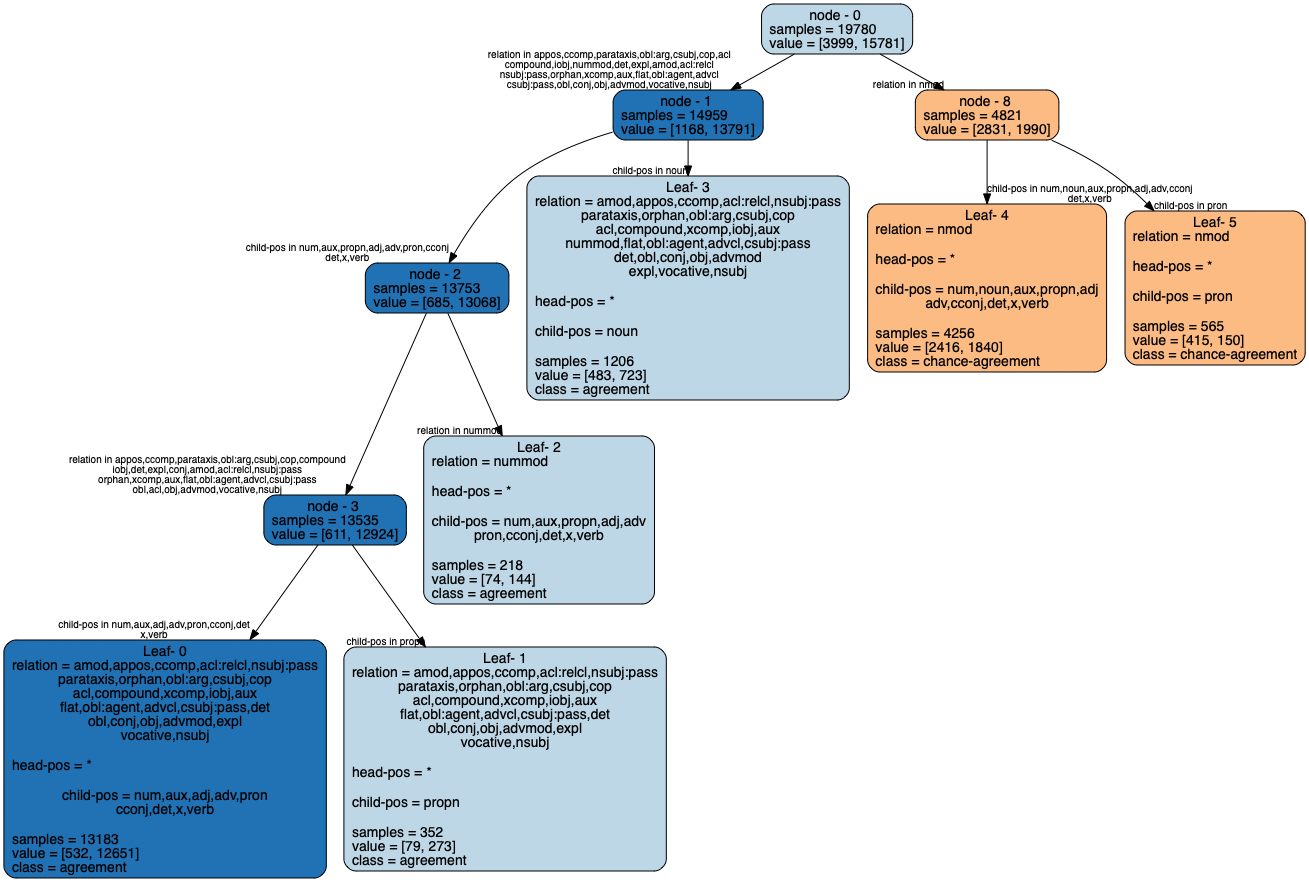 node - 0
samples = 19780
value = [3999, 15781]
relation in appos,ccomp,parataxis,obl:arg,csubj,cop,acl
compound,iobj,nummod,det,expl,amod,acl:relcl
nsubj:pass,orphan,xcomp,aux,flat,obl:agent,advcl
csubj:pass,obl,conj,obj,advmod,vocative,nsubj
relation in nmod
node - 1
samples = 14959
value = [1168, 13791]
node - 8
samples = 4821
value = [2831, 1990]
child-pos in noun
Leaf- 3
relation = amod,appos,ccomp,acl:relcl,nsubj:pass
parataxis,orphan,obl:arg,csubj,cop
acl,compound,xcomp,iobj,aux
nummod,flat,obl:agent,advcl,csubj:pass
det,obl,conj,obj,advmod
expl,vocative,nsubj
head-pos = *
child-pos = noun
samples = 1206
value = [483, 723]
class = agreement
child-pos in num,noun,aux,propn,adj,adv,cconj
det,x,verb
Leaf- 4
relation = nmod
head-pos = *
child-pos = num,noun,aux,propn,adj
adv,cconj,det,x,verb
samples = 4256
value = [2416, 1840]
class = chance-agreement
child-pos in pron
Leaf- 5
relation = nmod
head-pos = *
child-pos = pron
samples = 565
value = [415, 150]
class = chance-agreement
child-pos in num,aux,propn,adj,adv,pron,cconj
det,x,verb
node - 2
samples = 13753
value = [685, 13068]
relation in nummod
Leaf- 2
relation = nummod
head-pos = *
child-pos = num,aux,propn,adj,adv
pron,cconj,det,x,verb
samples = 218
value = [74, 144]
class = agreement
relation in appos,ccomp,parataxis,obl:arg,csubj,cop,compound
iobj,det,expl,conj,amod,acl:relcl,nsubj:pass
orphan,xcomp,aux,flat,obl:agent,advcl,csubj:pass
obl,acl,obj,advmod,vocative,nsubj
node - 3
samples = 13535
value = [611, 12924]
child-pos in num,aux,adj,adv,pron,cconj,det
x,verb
Leaf- 0
relation = amod,appos,ccomp,acl:relcl,nsubj:pass
parataxis,orphan,obl:arg,csubj,cop
acl,compound,xcomp,iobj,aux
flat,obl:agent,advcl,csubj:pass,det
obl,conj,obj,advmod,expl
vocative,nsubj
head-pos = *
child-pos = num,aux,adj,adv,pron
cconj,det,x,verb
samples = 13183
value = [532, 12651]
class = agreement
child-pos in propn
Leaf- 1
relation = amod,appos,ccomp,acl:relcl,nsubj:pass
parataxis,orphan,obl:arg,csubj,cop
acl,compound,xcomp,iobj,aux
flat,obl:agent,advcl,csubj:pass,det
obl,conj,obj,advmod,expl
vocative,nsubj
head-pos = *
child-pos = propn
samples = 352
value = [79, 273]
class = agreement